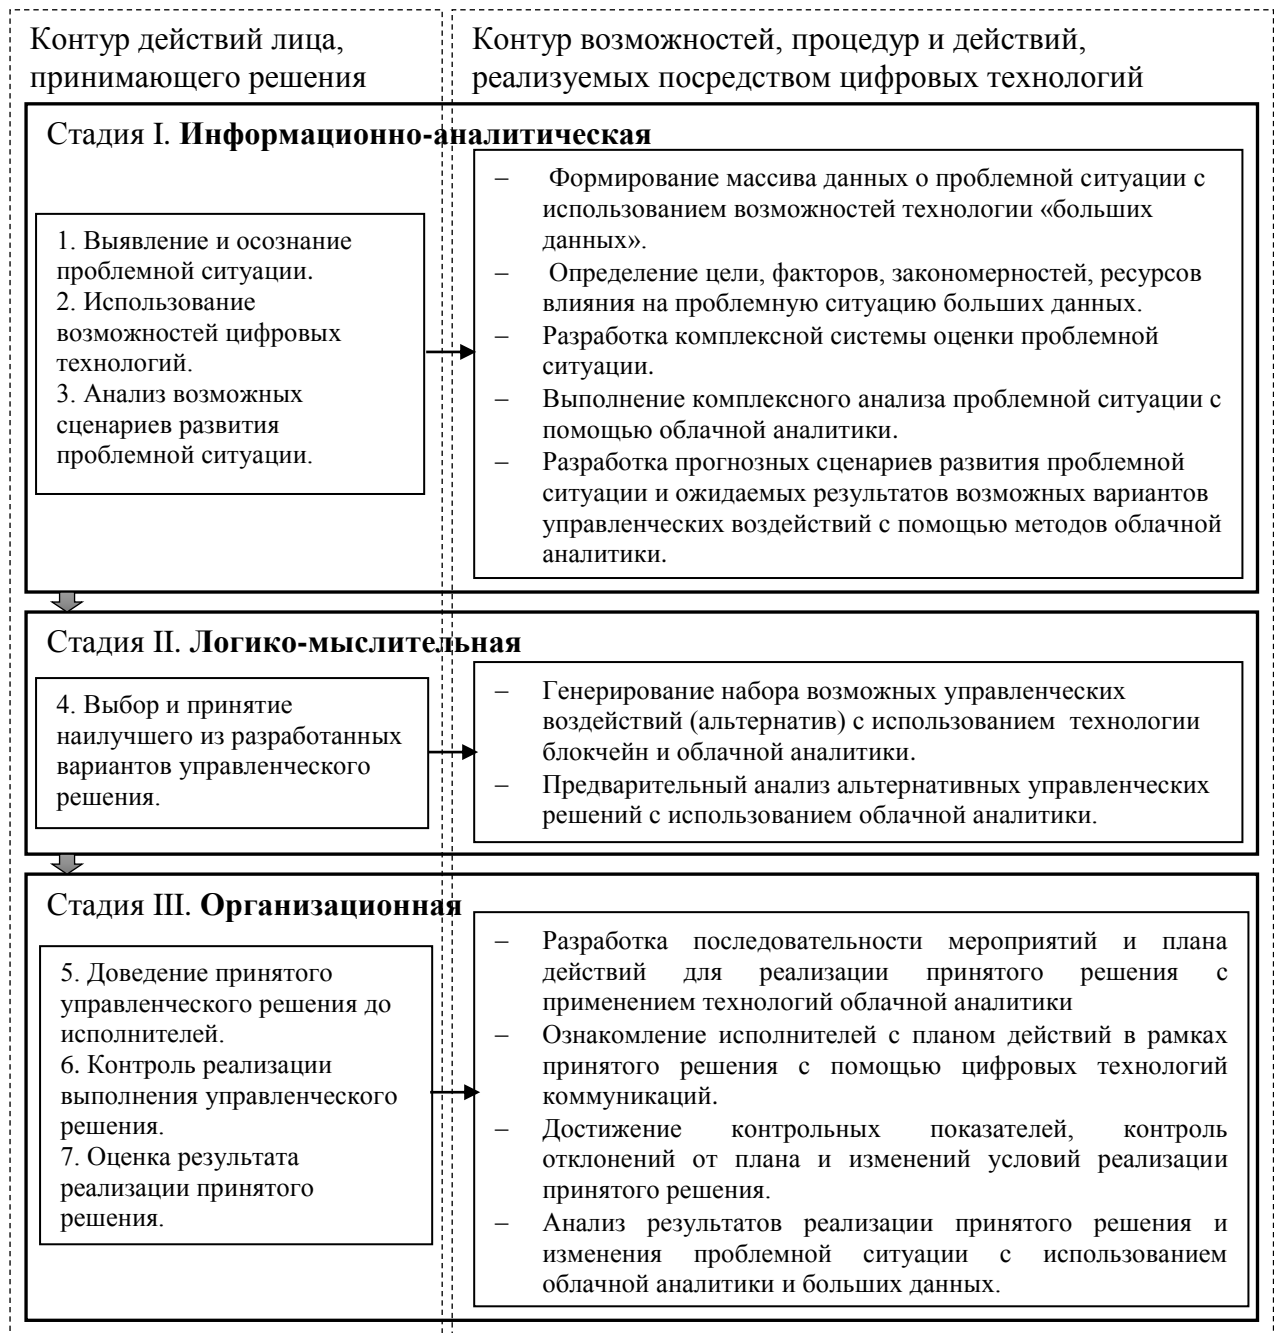 Контур действий лица,
принимающего решения
Контур возможностей, процедур и действий,
реализуемых посредством цифровых технологий
Стадия I. Информационно-аналитическая
1. Выявление и осознание
проблемной ситуации.
2. Использование
возможностей цифровых
технологий.
3. Анализ возможных
сценариев развития
проблемной ситуации.
– Формирование массива данных о проблемной ситуации с
использованием возможностей технологии «больших
данных».
– Определение цели, факторов, закономерностей, ресурсов
влияния на проблемную ситуацию больших данных.
– Разработка комплексной системы оценки проблемной
ситуации.
– Выполнение комплексного анализа проблемной ситуации с
помощью облачной аналитики.
– Разработка прогнозных сценариев развития проблемной
ситуации и ожидаемых результатов возможных вариантов
управленческих воздействий с помощью методов облачной
аналитики.
Стадия II. Логико-мыслительная
4. Выбор и принятие
наилучшего из разработанных
вариантов управленческого
решения.
– Генерирование набора возможных управленческих
воздействий (альтернатив) с использованием технологии
блокчейн и облачной аналитики.
– Предварительный анализ альтернативных управленческих
решений с использованием облачной аналитики.
Стадия III. Организационная
5. Доведение принятого
управленческого решения до
исполнителей.
6. Контроль реализации
выполнения управленческого
решения.
7. Оценка результата
реализации принятого
решения.
– Разработка последовательности мероприятий и плана
действий для реализации принятого решения с
применением технологий облачной аналитики
– Ознакомление исполнителей с планом действий в рамках
принятого решения с помощью цифровых технологий
коммуникаций.
– Достижение контрольных показателей, контроль
отклонений от плана и изменений условий реализации
принятого решения.
– Анализ результатов реализации принятого решения и
изменения проблемной ситуации с использованием
облачной аналитики и больших данных.